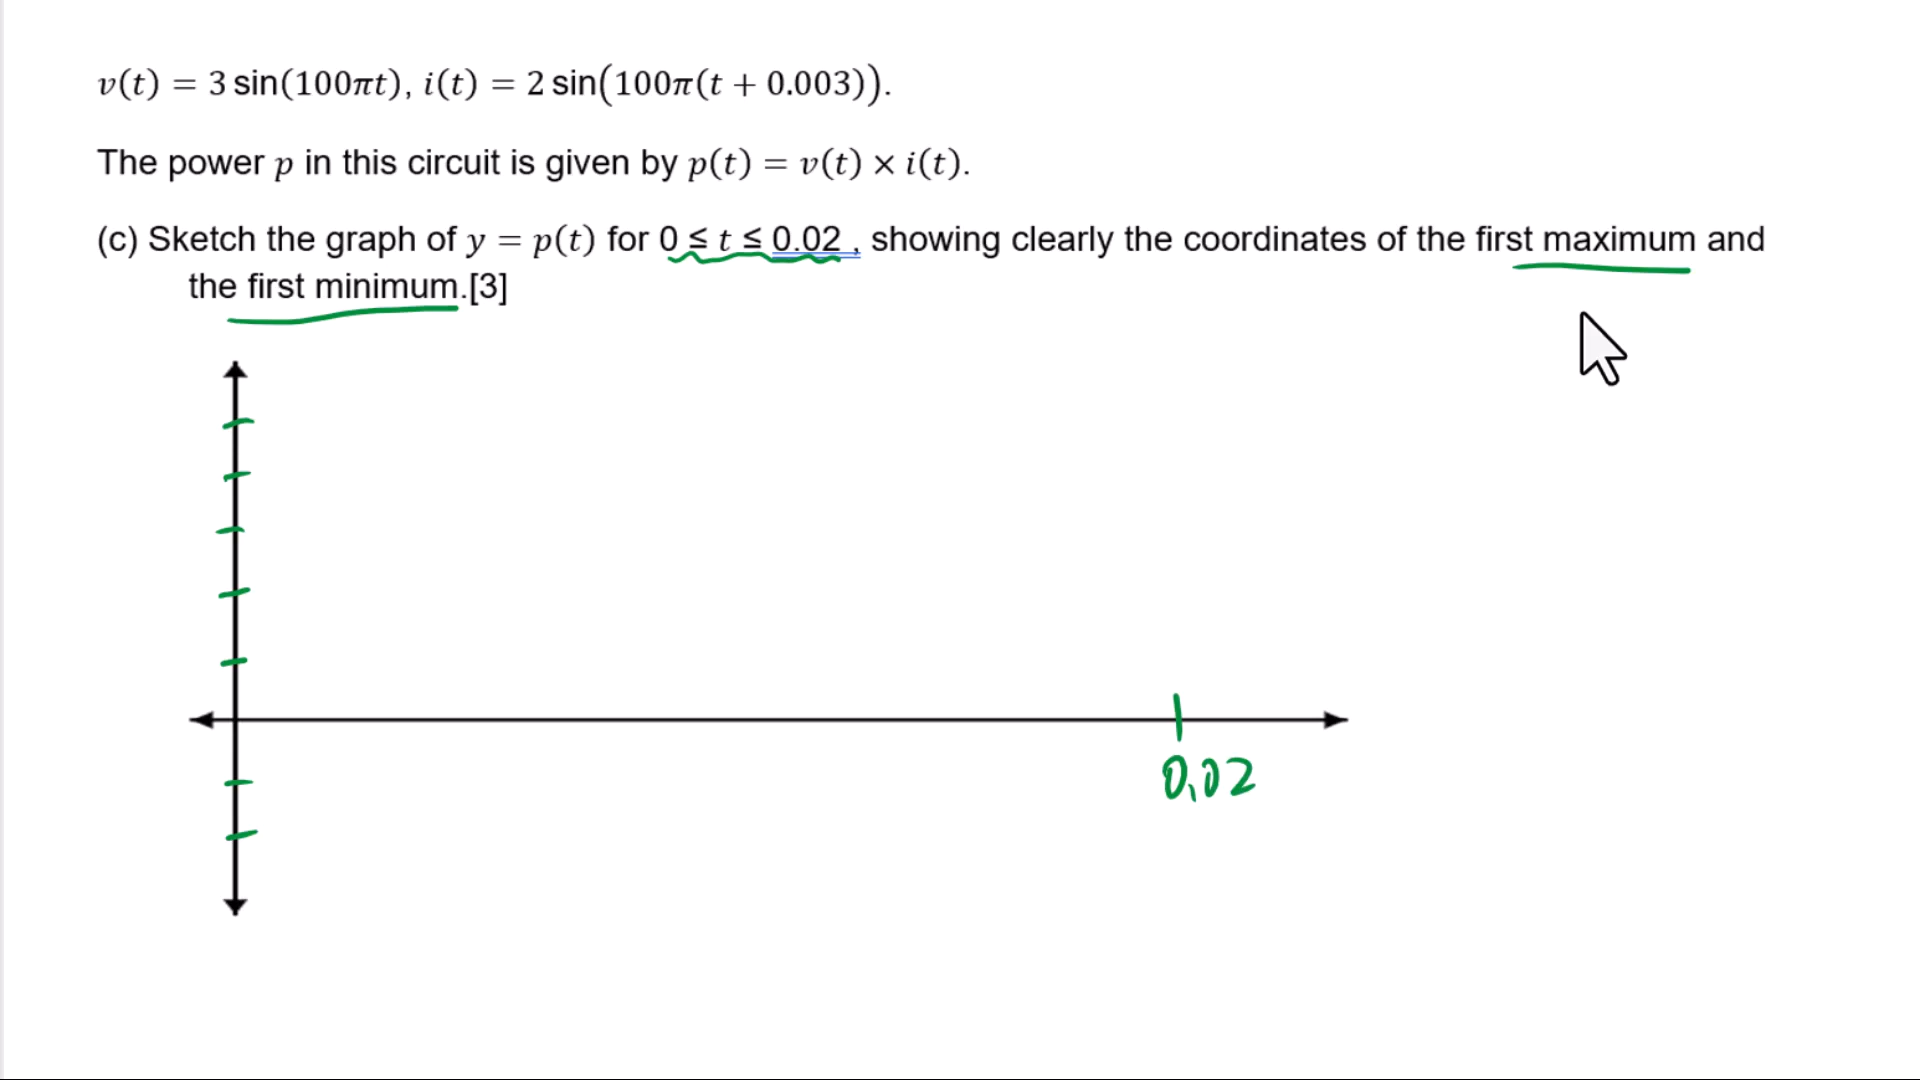 v(t) = 3 sin(100πt), i(t) = 2 sin(100π(t + 0.003)).
The power p in this circuit is given by p(t) = v(t) × i(t).
(c) Sketch the graph of y = p(t) for 0 ≤ t ≤ 0.02 , showing clearly the coordinates of the first maximum and
the first minimum.[3]
0.02